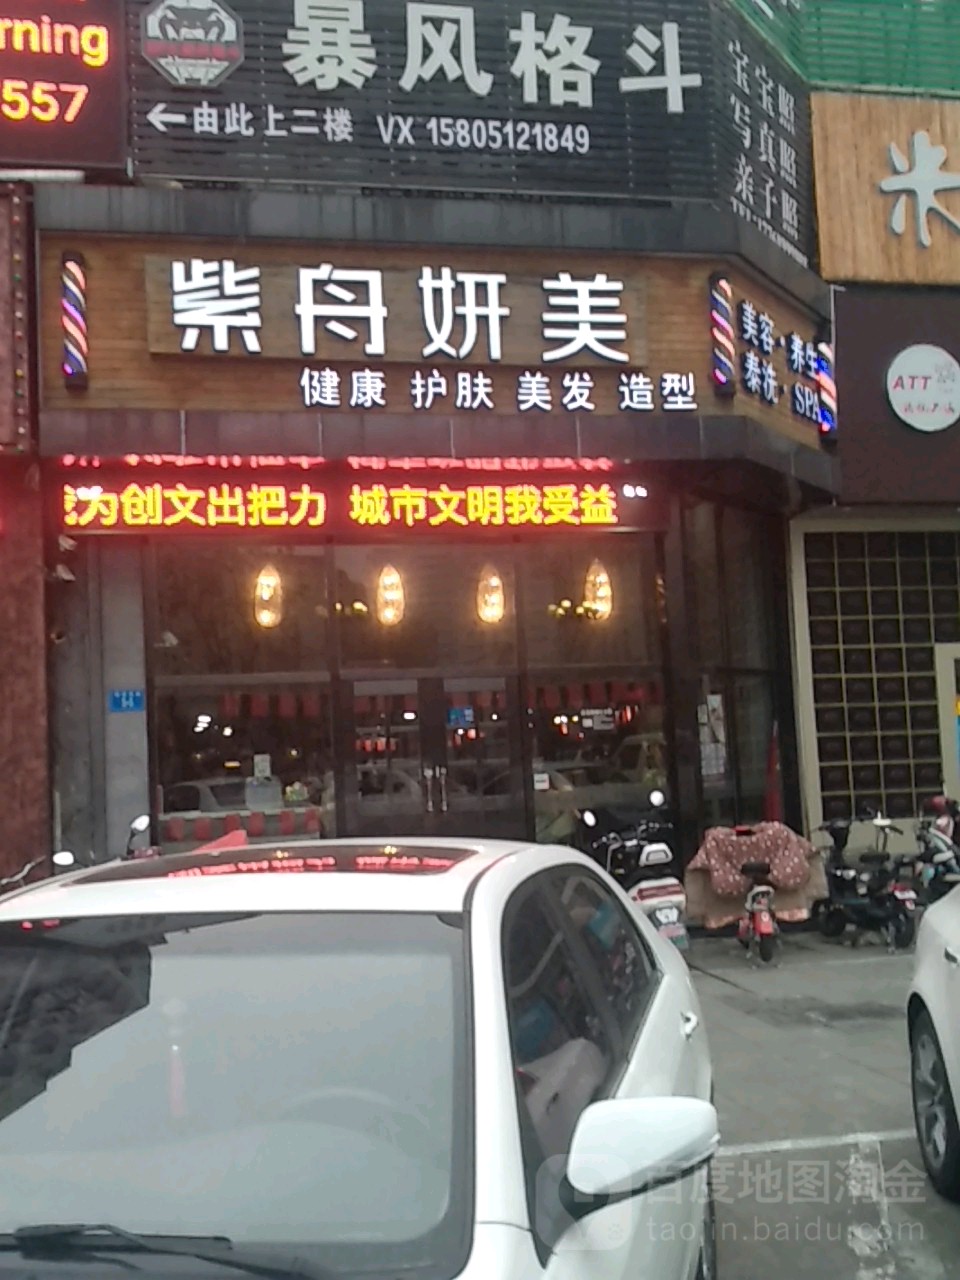 rning
557
暴风格斗
←由此上二楼 VX 15805121849
宝宝照
写真照
亲子照
米
紫舟妍美
健康 护肤 美发 造型
美容·养生
泰洗·SPA
ATT
为创文出把力 城市文明我受益
百度地图淘金
taojin.baidu.com